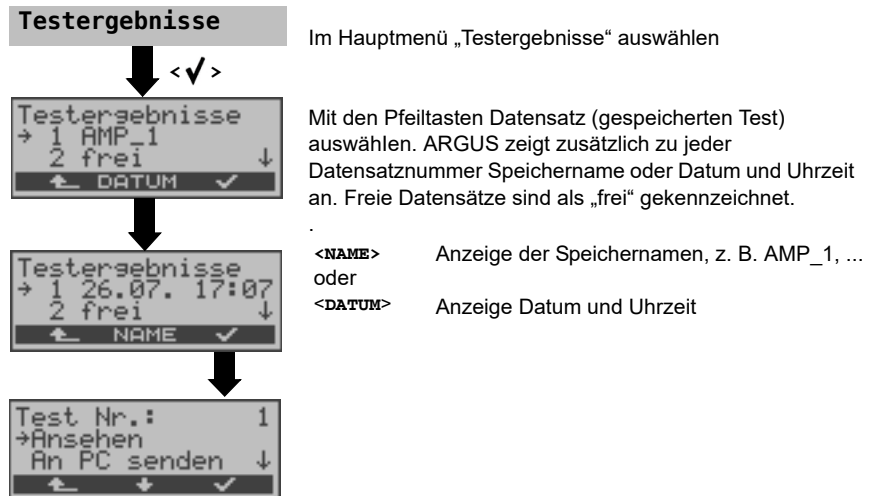 Testergebnisse
Im Hauptmenü „Testergebnisse“ auswählen
<√>
Testergebnisse
→ 1 AMP_1
2 frei ↓
DATUM ✓
Mit den Pfeiltasten Datensatz (gespeicherten Test)
auswählen. ARGUS zeigt zusätzlich zu jeder
Datensatznummer Speichername oder Datum und Uhrzeit
an. Freie Datensätze sind als „frei“ gekennzeichnet.
.
<NAME> Anzeige der Speichernamen, z. B. AMP_1, ...
oder
<DATUM> Anzeige Datum und Uhrzeit
Testergebnisse
→ 1 26.07. 17:07
2 frei ↓
NAME ✓
Test Nr.: 1
→Ansehen
An PC senden ↓